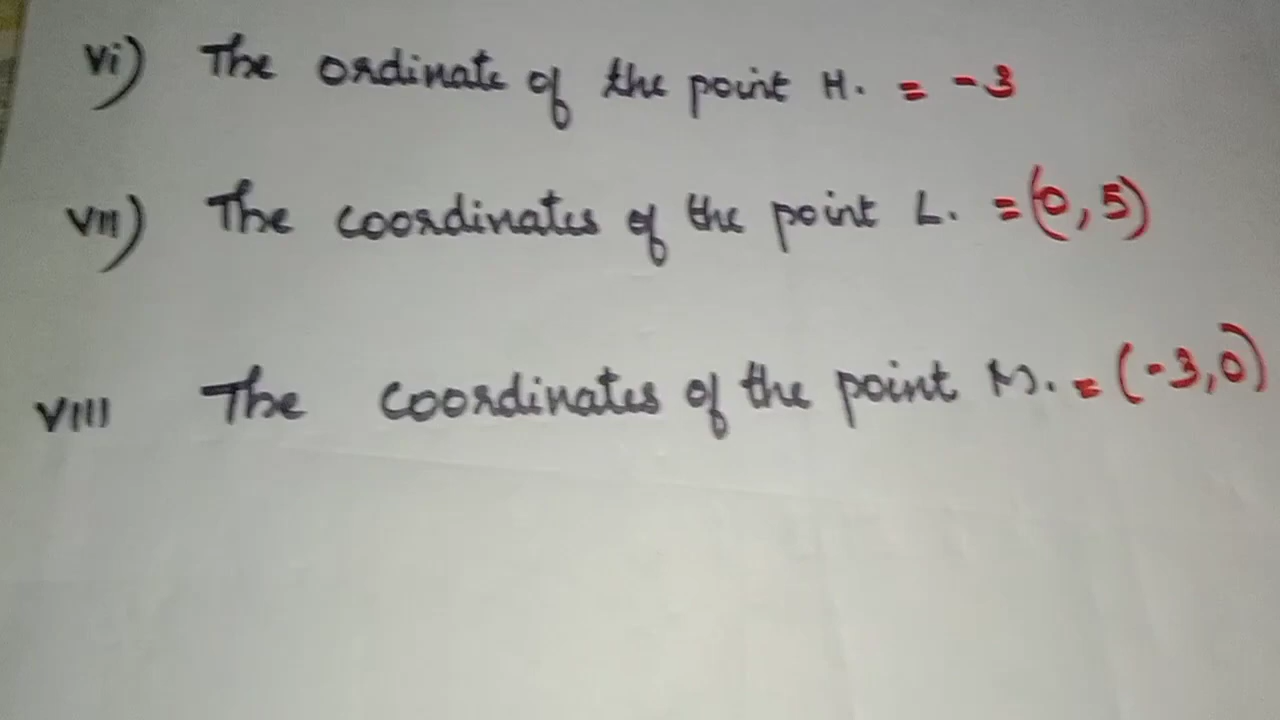 vi) The ordinate of the point H. = -3
vii) The coordinates of the point L. = (0, 5)
viii The coordinates of the point M. = (-3, 0)